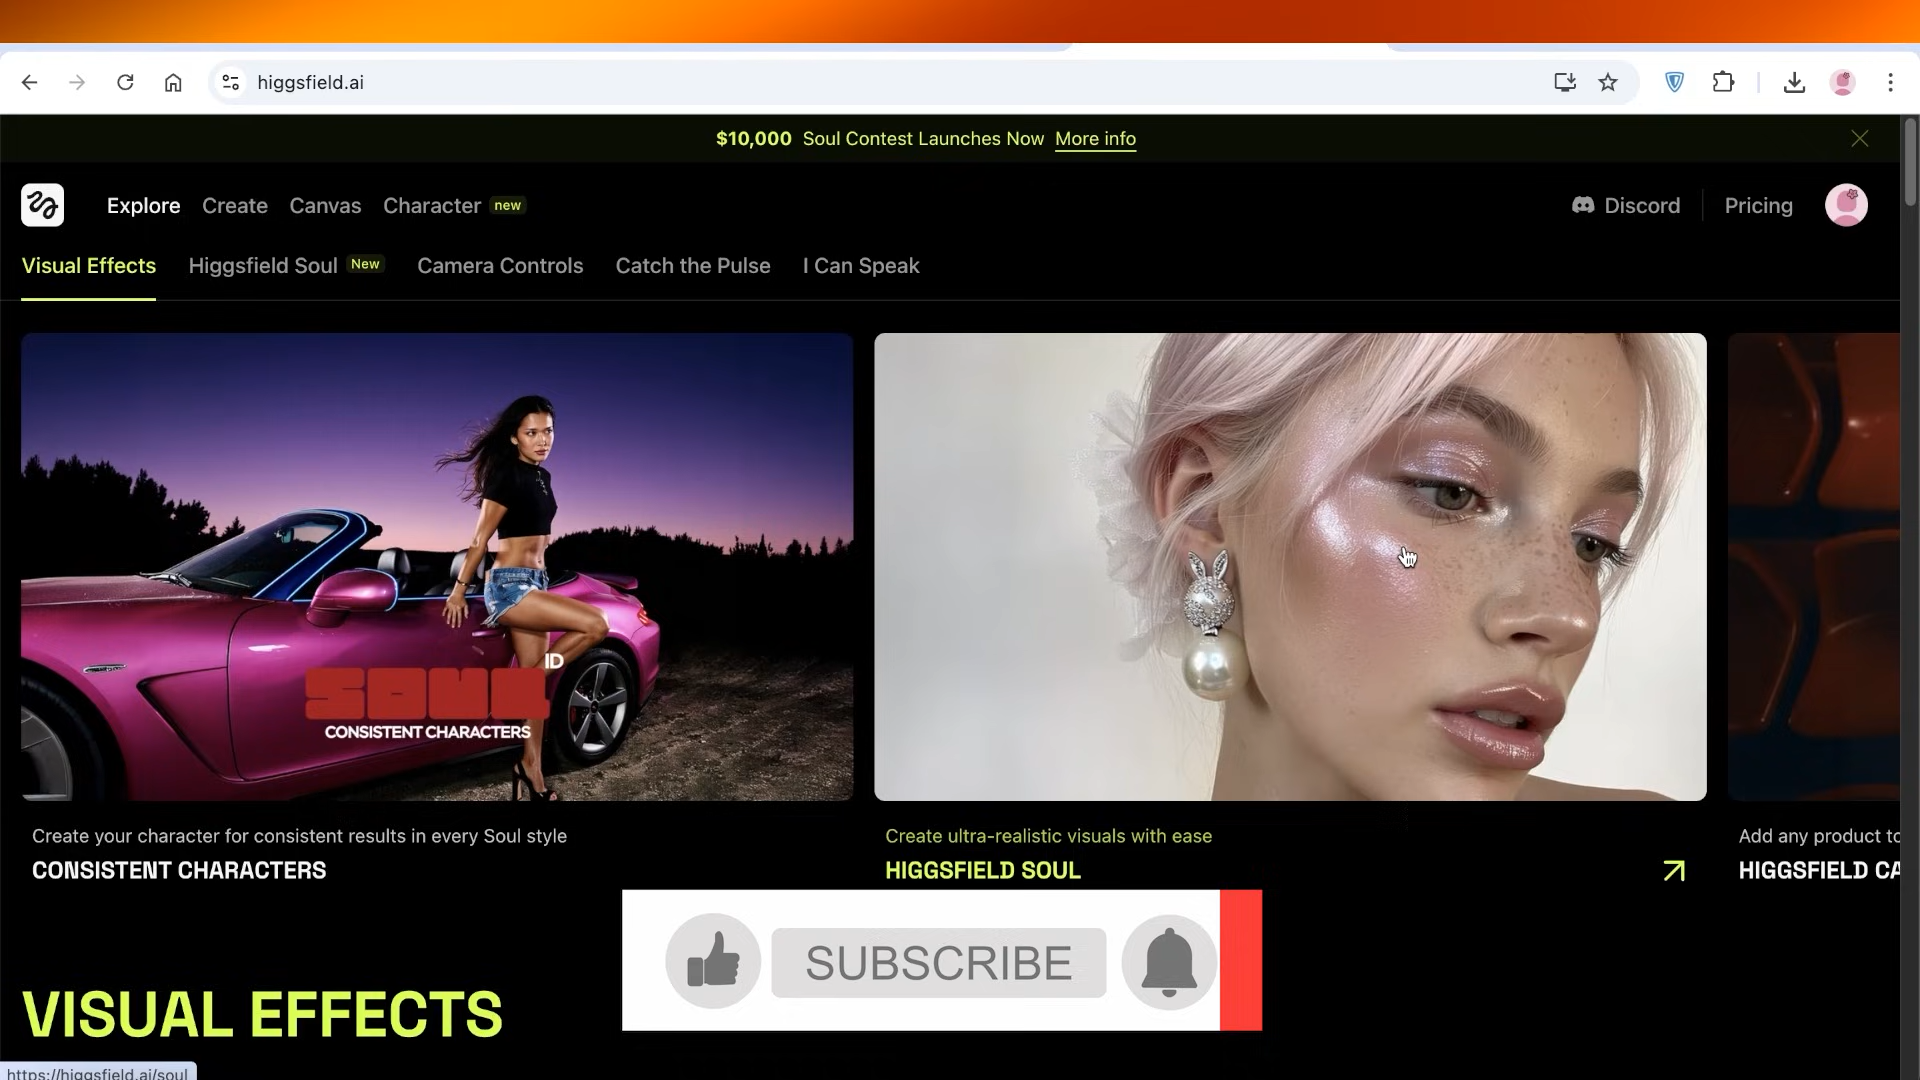 higgsfield.ai
$10,000 Soul Contest Launches Now More info
Explore Create Canvas Character new
Discord Pricing
Visual Effects Higgsfield Soul New Camera Controls Catch the Pulse I Can Speak
SOUL ID
CONSISTENT CHARACTERS
Create your character for consistent results in every Soul style
CONSISTENT CHARACTERS
Create ultra-realistic visuals with ease
HIGGSFIELD SOUL
Add any product to
HIGGSFIELD CA
SUBSCRIBE
VISUAL EFFECTS
https://higgsfield.ai/soul